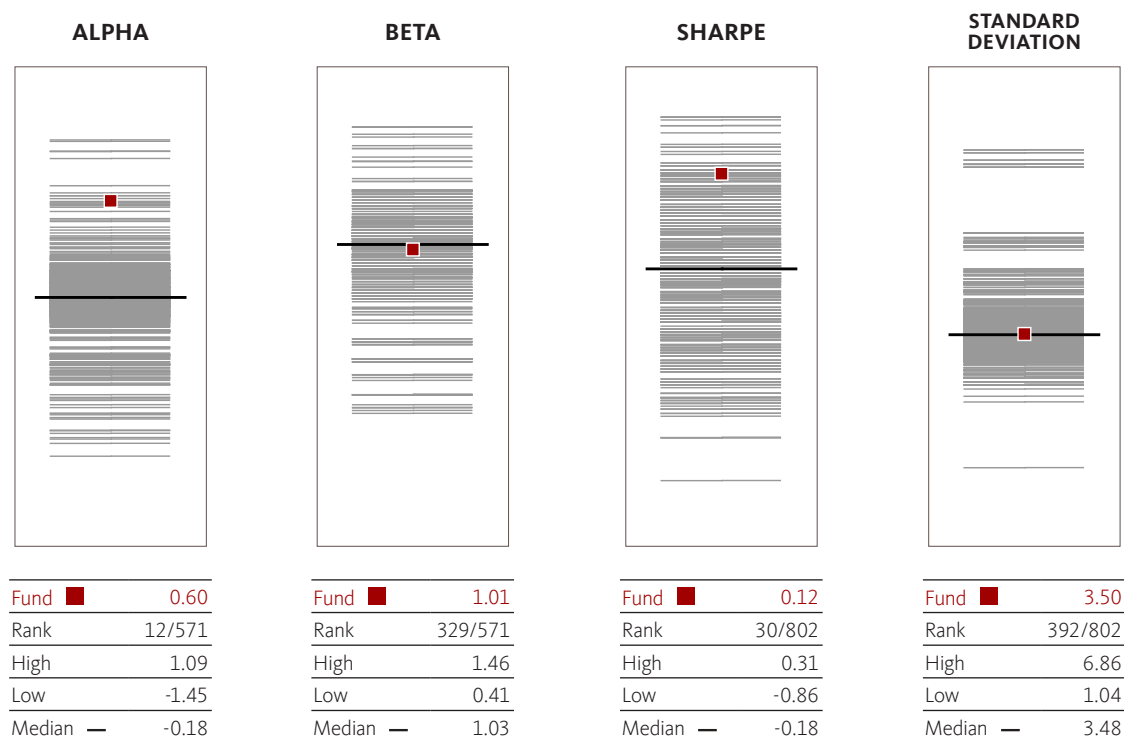 ALPHA
Fund 0.60
Rank 12/571
High 1.09
Low -1.45
Median -0.18
BETA
Fund 1.01
Rank 329/571
High 1.46
Low 0.41
Median 1.03
SHARPE
Fund 0.12
Rank 30/802
High 0.31
Low -0.86
Median -0.18
STANDARD
DEVIATION
Fund 3.50
Rank 392/802
High 6.86
Low 1.04
Median 3.48